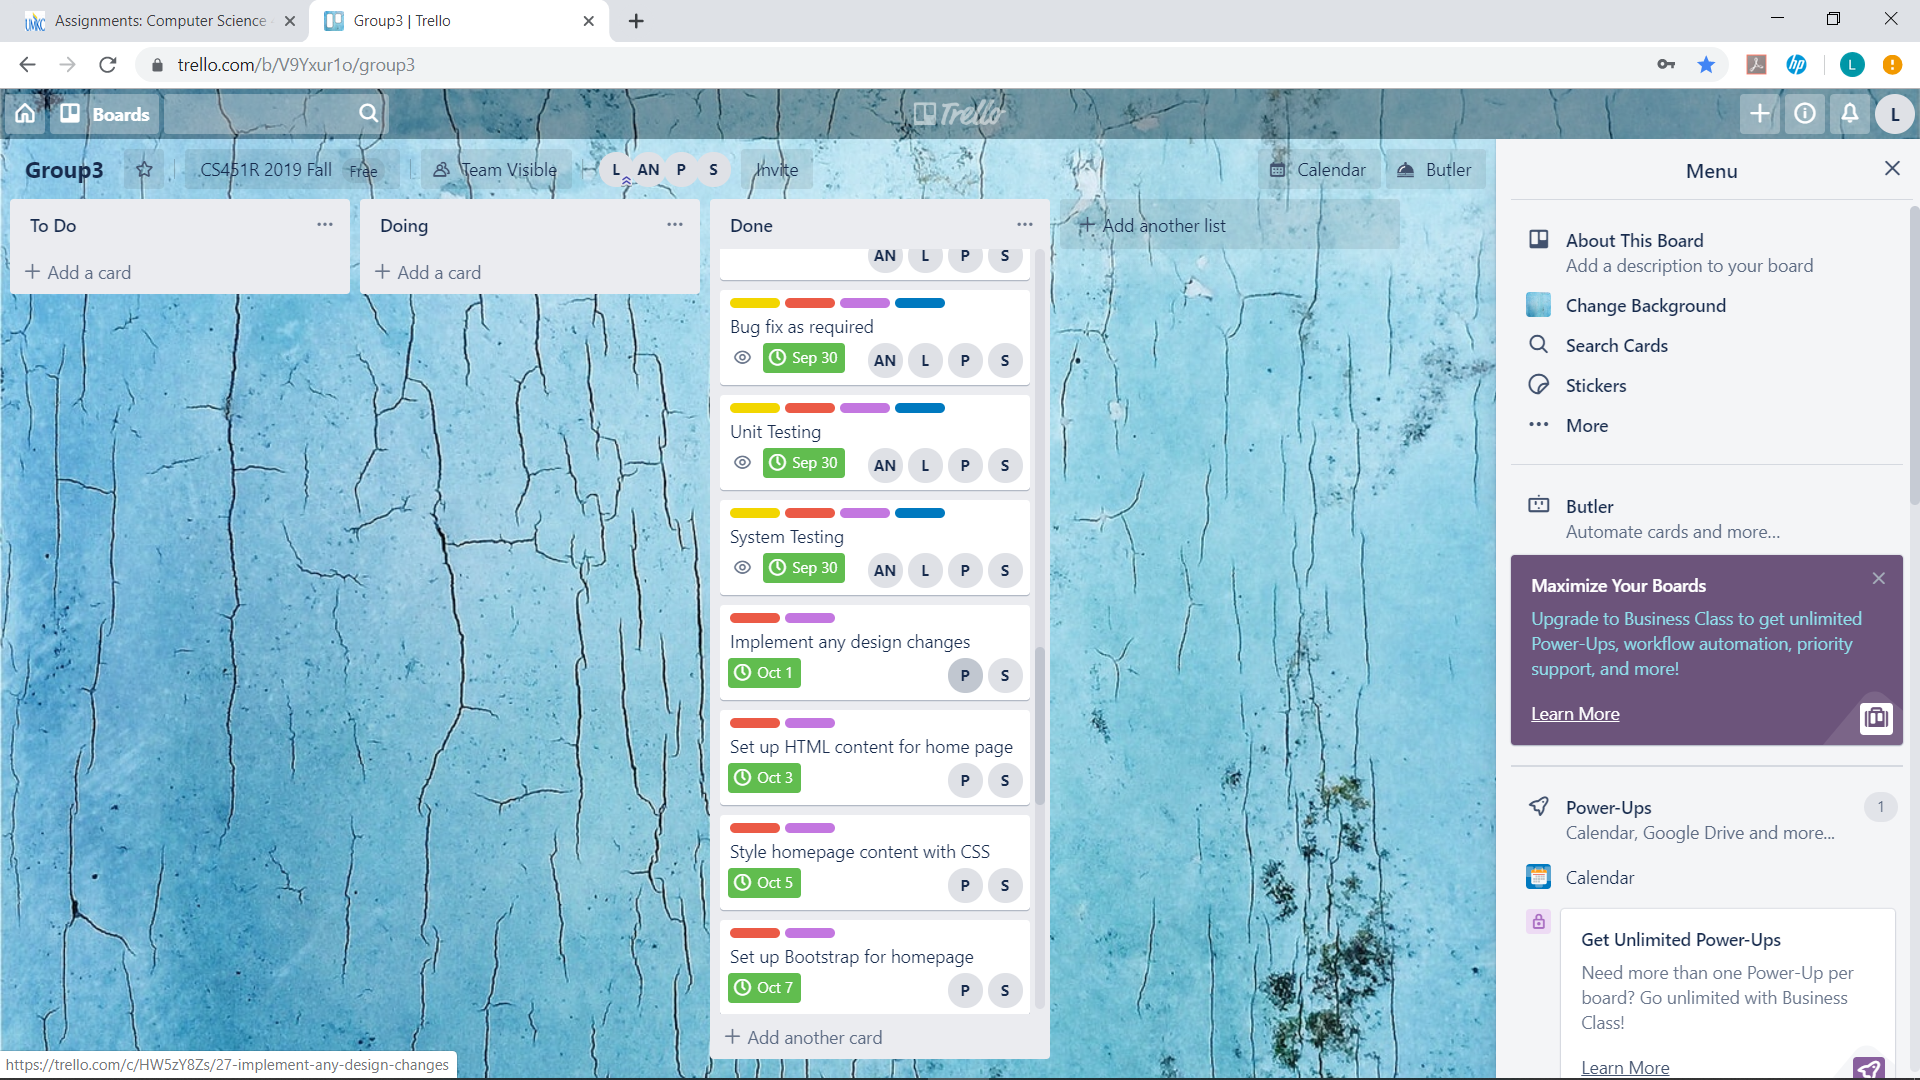 Assignments: Computer Science
Group3 | Trello
trello.com/b/V9Yxur1o/group3
L
Boards
Trello
L
Group3
CS451R 2019 Fall
Free
Team Visible
L
AN
P
S
Invite
Calendar
Butler
To Do
Add a card
Doing
Add a card
Done
AN L P S
Bug fix as required
Sep 30
AN L P S
Unit Testing
Sep 30
AN L P S
System Testing
Sep 30
AN L P S
Implement any design changes
Oct 1
P S
Set up HTML content for home page
Oct 3
P S
Style homepage content with CSS
Oct 5
P S
Set up Bootstrap for homepage
Oct 7
P S
Add another card
Add another list
Menu
About This Board
Add a description to your board
Change Background
Search Cards
Stickers
More
Butler
Automate cards and more...
Maximize Your Boards
Upgrade to Business Class to get unlimited
Power-Ups, workflow automation, priority
support, and more!
Learn More
Power-Ups
1
Calendar, Google Drive and more...
Calendar
Get Unlimited Power-Ups
Need more than one Power-Up per
board? Go unlimited with Business
Class!
Learn More
https://trello.com/c/HW5zY8Zs/27-implement-any-design-changes